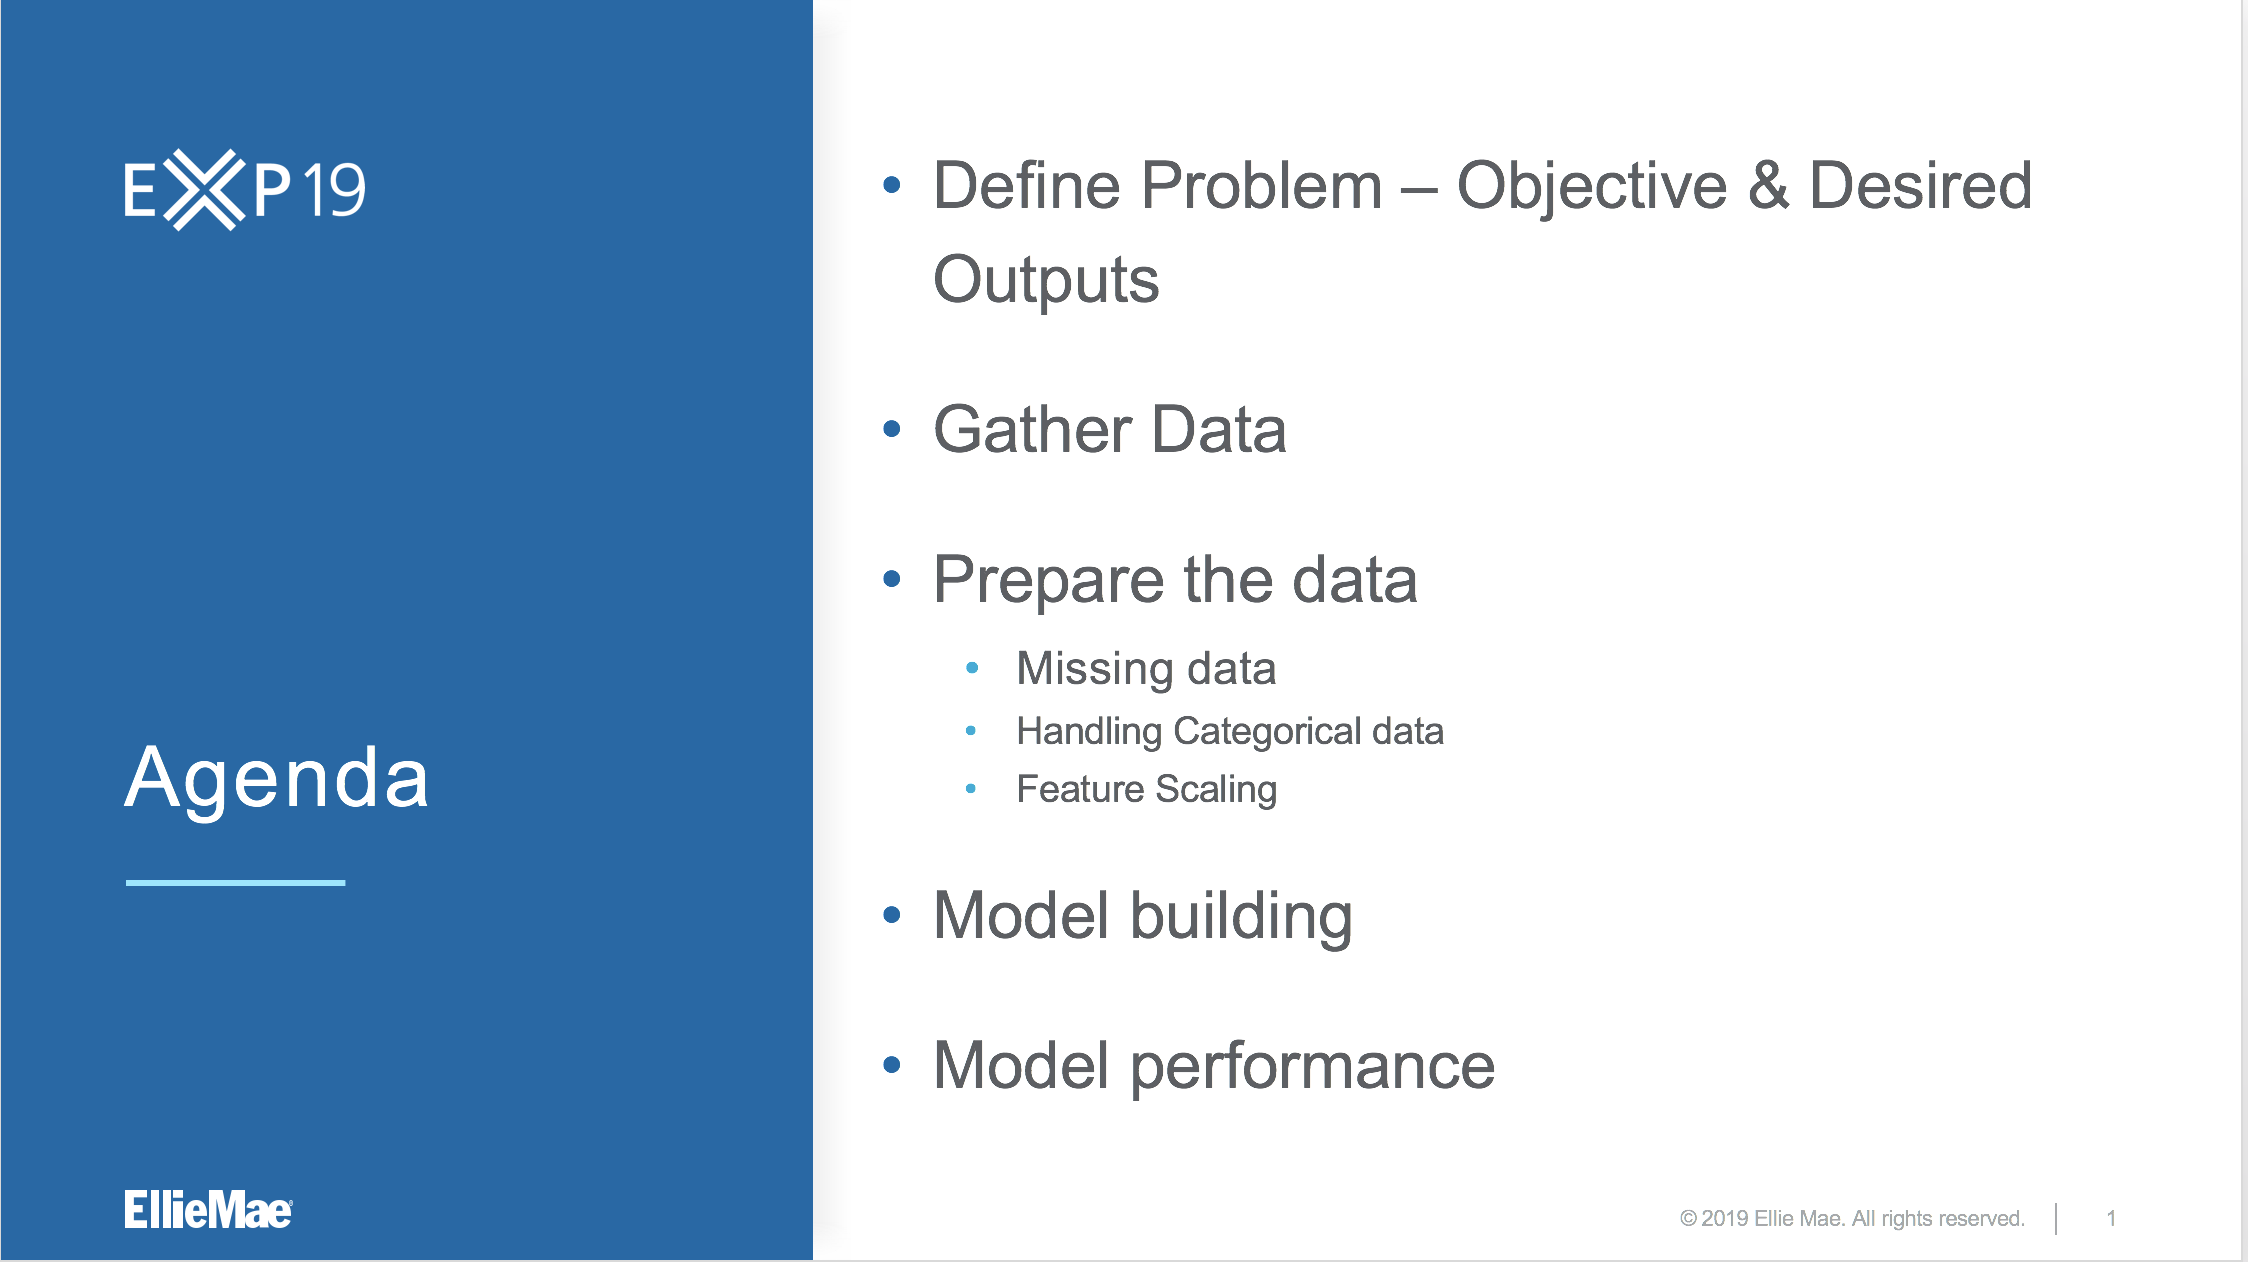 EXP19
Agenda
EllieMae®
• Define Problem – Objective & Desired
Outputs
• Gather Data
• Prepare the data
• Missing data
• Handling Categorical data
• Feature Scaling
• Model building
• Model performance
© 2019 Ellie Mae. All rights reserved. | 1